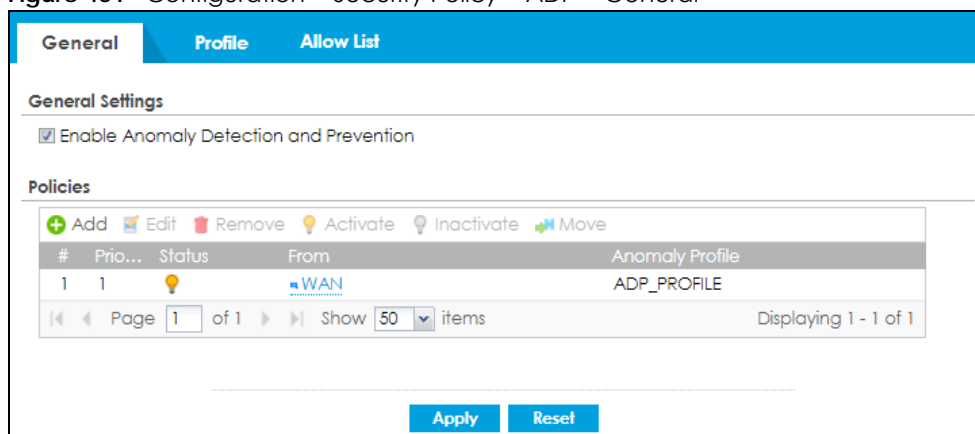 General Profile Allow List
General Settings
Enable Anomaly Detection and Prevention
Policies
Add Edit Remove Activate Inactivate Move
# Prio... Status From Anomaly Profile
1 1 WAN ADP_PROFILE
Page 1 of 1 Show 50 items Displaying 1 - 1 of 1
Apply Reset